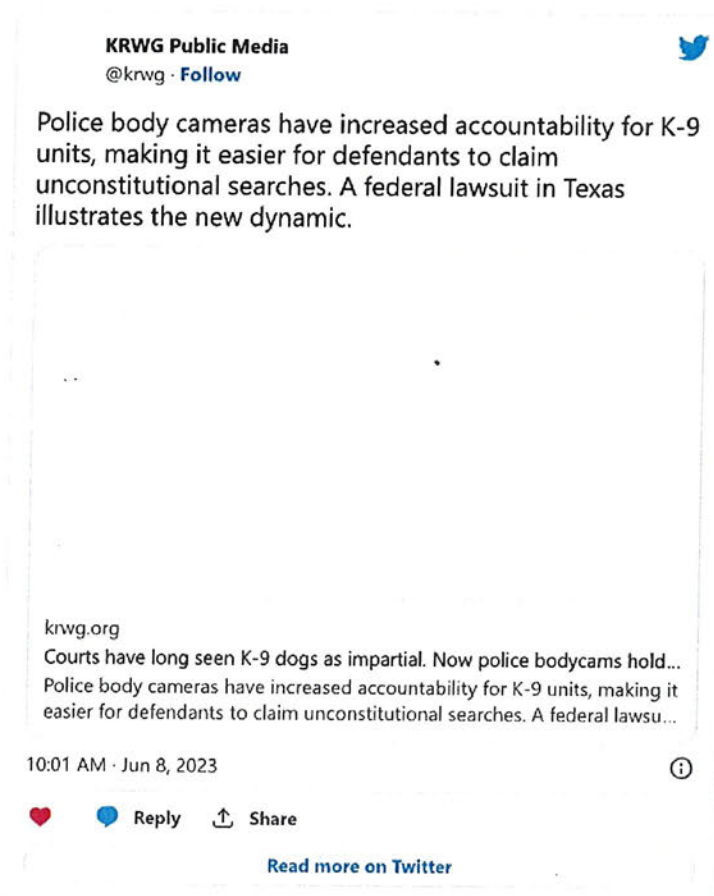 KRWG Public Media
@krwg · Follow
Police body cameras have increased accountability for K-9
units, making it easier for defendants to claim
unconstitutional searches. A federal lawsuit in Texas
illustrates the new dynamic.
krwg.org
Courts have long seen K-9 dogs as impartial. Now police bodycams hold...
Police body cameras have increased accountability for K-9 units, making it
easier for defendants to claim unconstitutional searches. A federal lawsu...
10:01 AM · Jun 8, 2023
Reply Share
Read more on Twitter